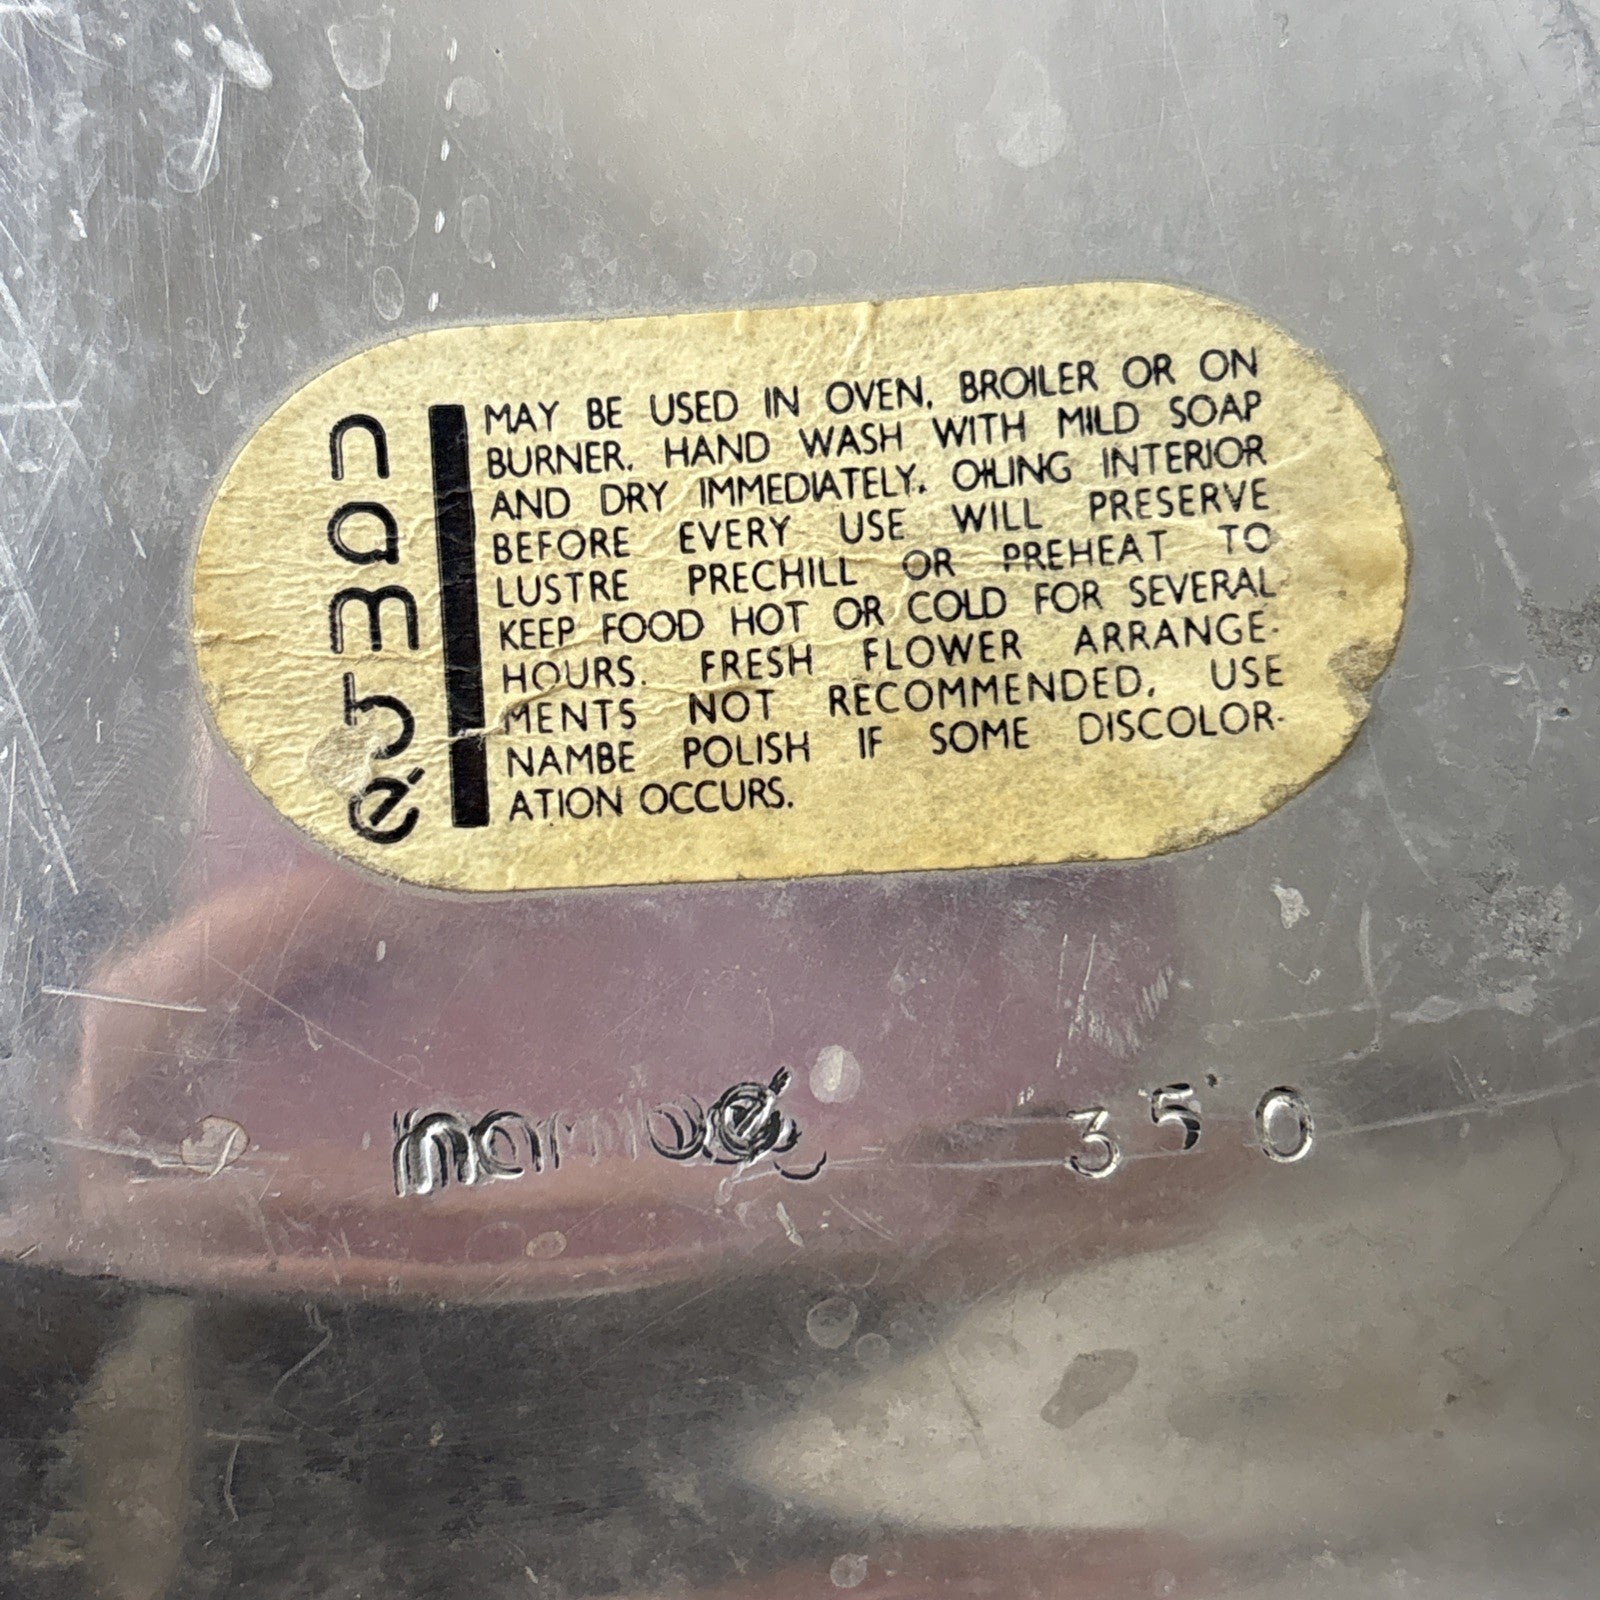 nambé
MAY BE USED IN OVEN, BROILER OR ON
BURNER. HAND WASH WITH MILD SOAP
AND DRY IMMEDIATELY. OILING INTERIOR
BEFORE EVERY USE WILL PRESERVE
LUSTRE PRECHILL OR PREHEAT TO
KEEP FOOD HOT OR COLD FOR SEVERAL
HOURS. FRESH FLOWER ARRANGE-
MENTS NOT RECOMMENDED. USE
NAMBE POLISH IF SOME DISCOLOR-
ATION OCCURS.
nambé 350